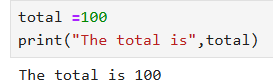 total =100
print("The total is",total)
The total is 100